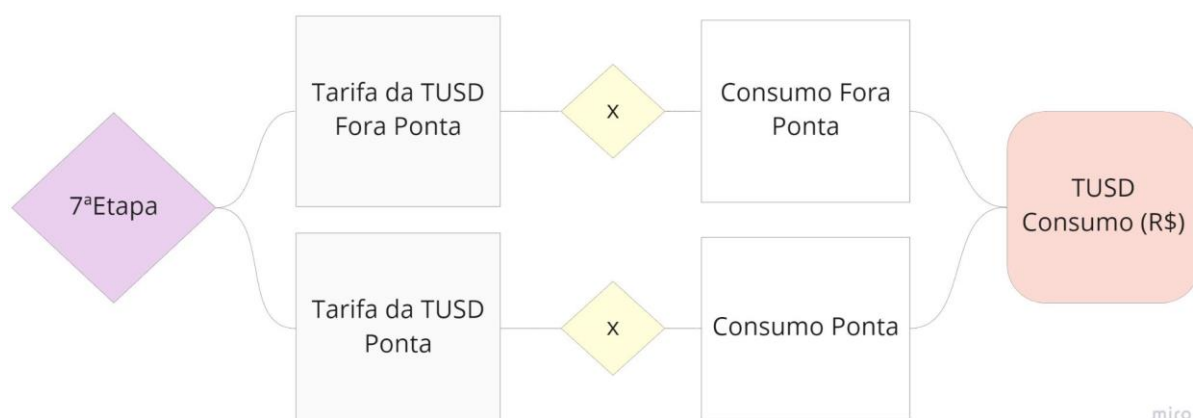 7ªEtapa
Tarifa da TUSD
Fora Ponta
x
Consumo Fora
Ponta
Tarifa da TUSD
Ponta
x
Consumo Ponta
TUSD
Consumo (R$)
miro